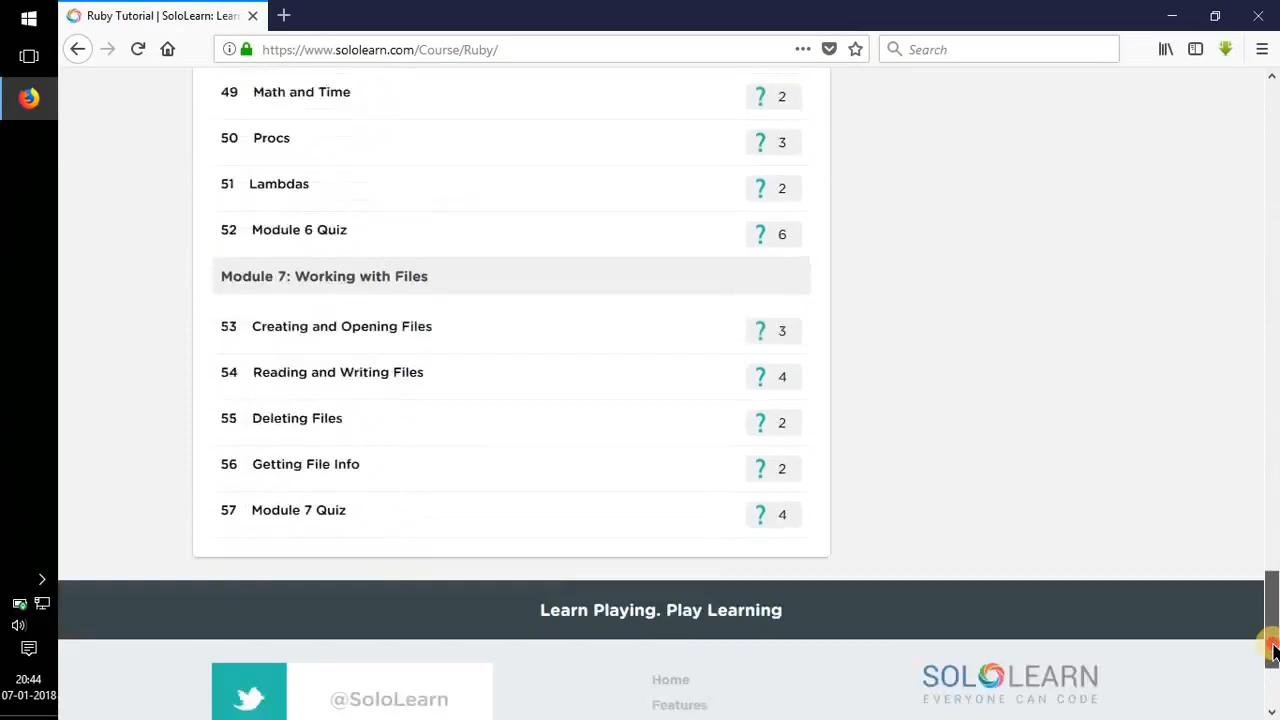 Ruby Tutorial | SoloLearn: Lear
https://www.sololearn.com/Course/Ruby/
Search
49 Math and Time ? 2
50 Procs ? 3
51 Lambdas ? 2
52 Module 6 Quiz ? 6
Module 7: Working with Files
53 Creating and Opening Files ? 3
54 Reading and Writing Files ? 4
55 Deleting Files ? 2
56 Getting File Info ? 2
57 Module 7 Quiz ? 4
Learn Playing. Play Learning
@SoloLearn
Home
Features
SOLOLEARN
EVERYONE CAN CODE
20:44
07-01-2018